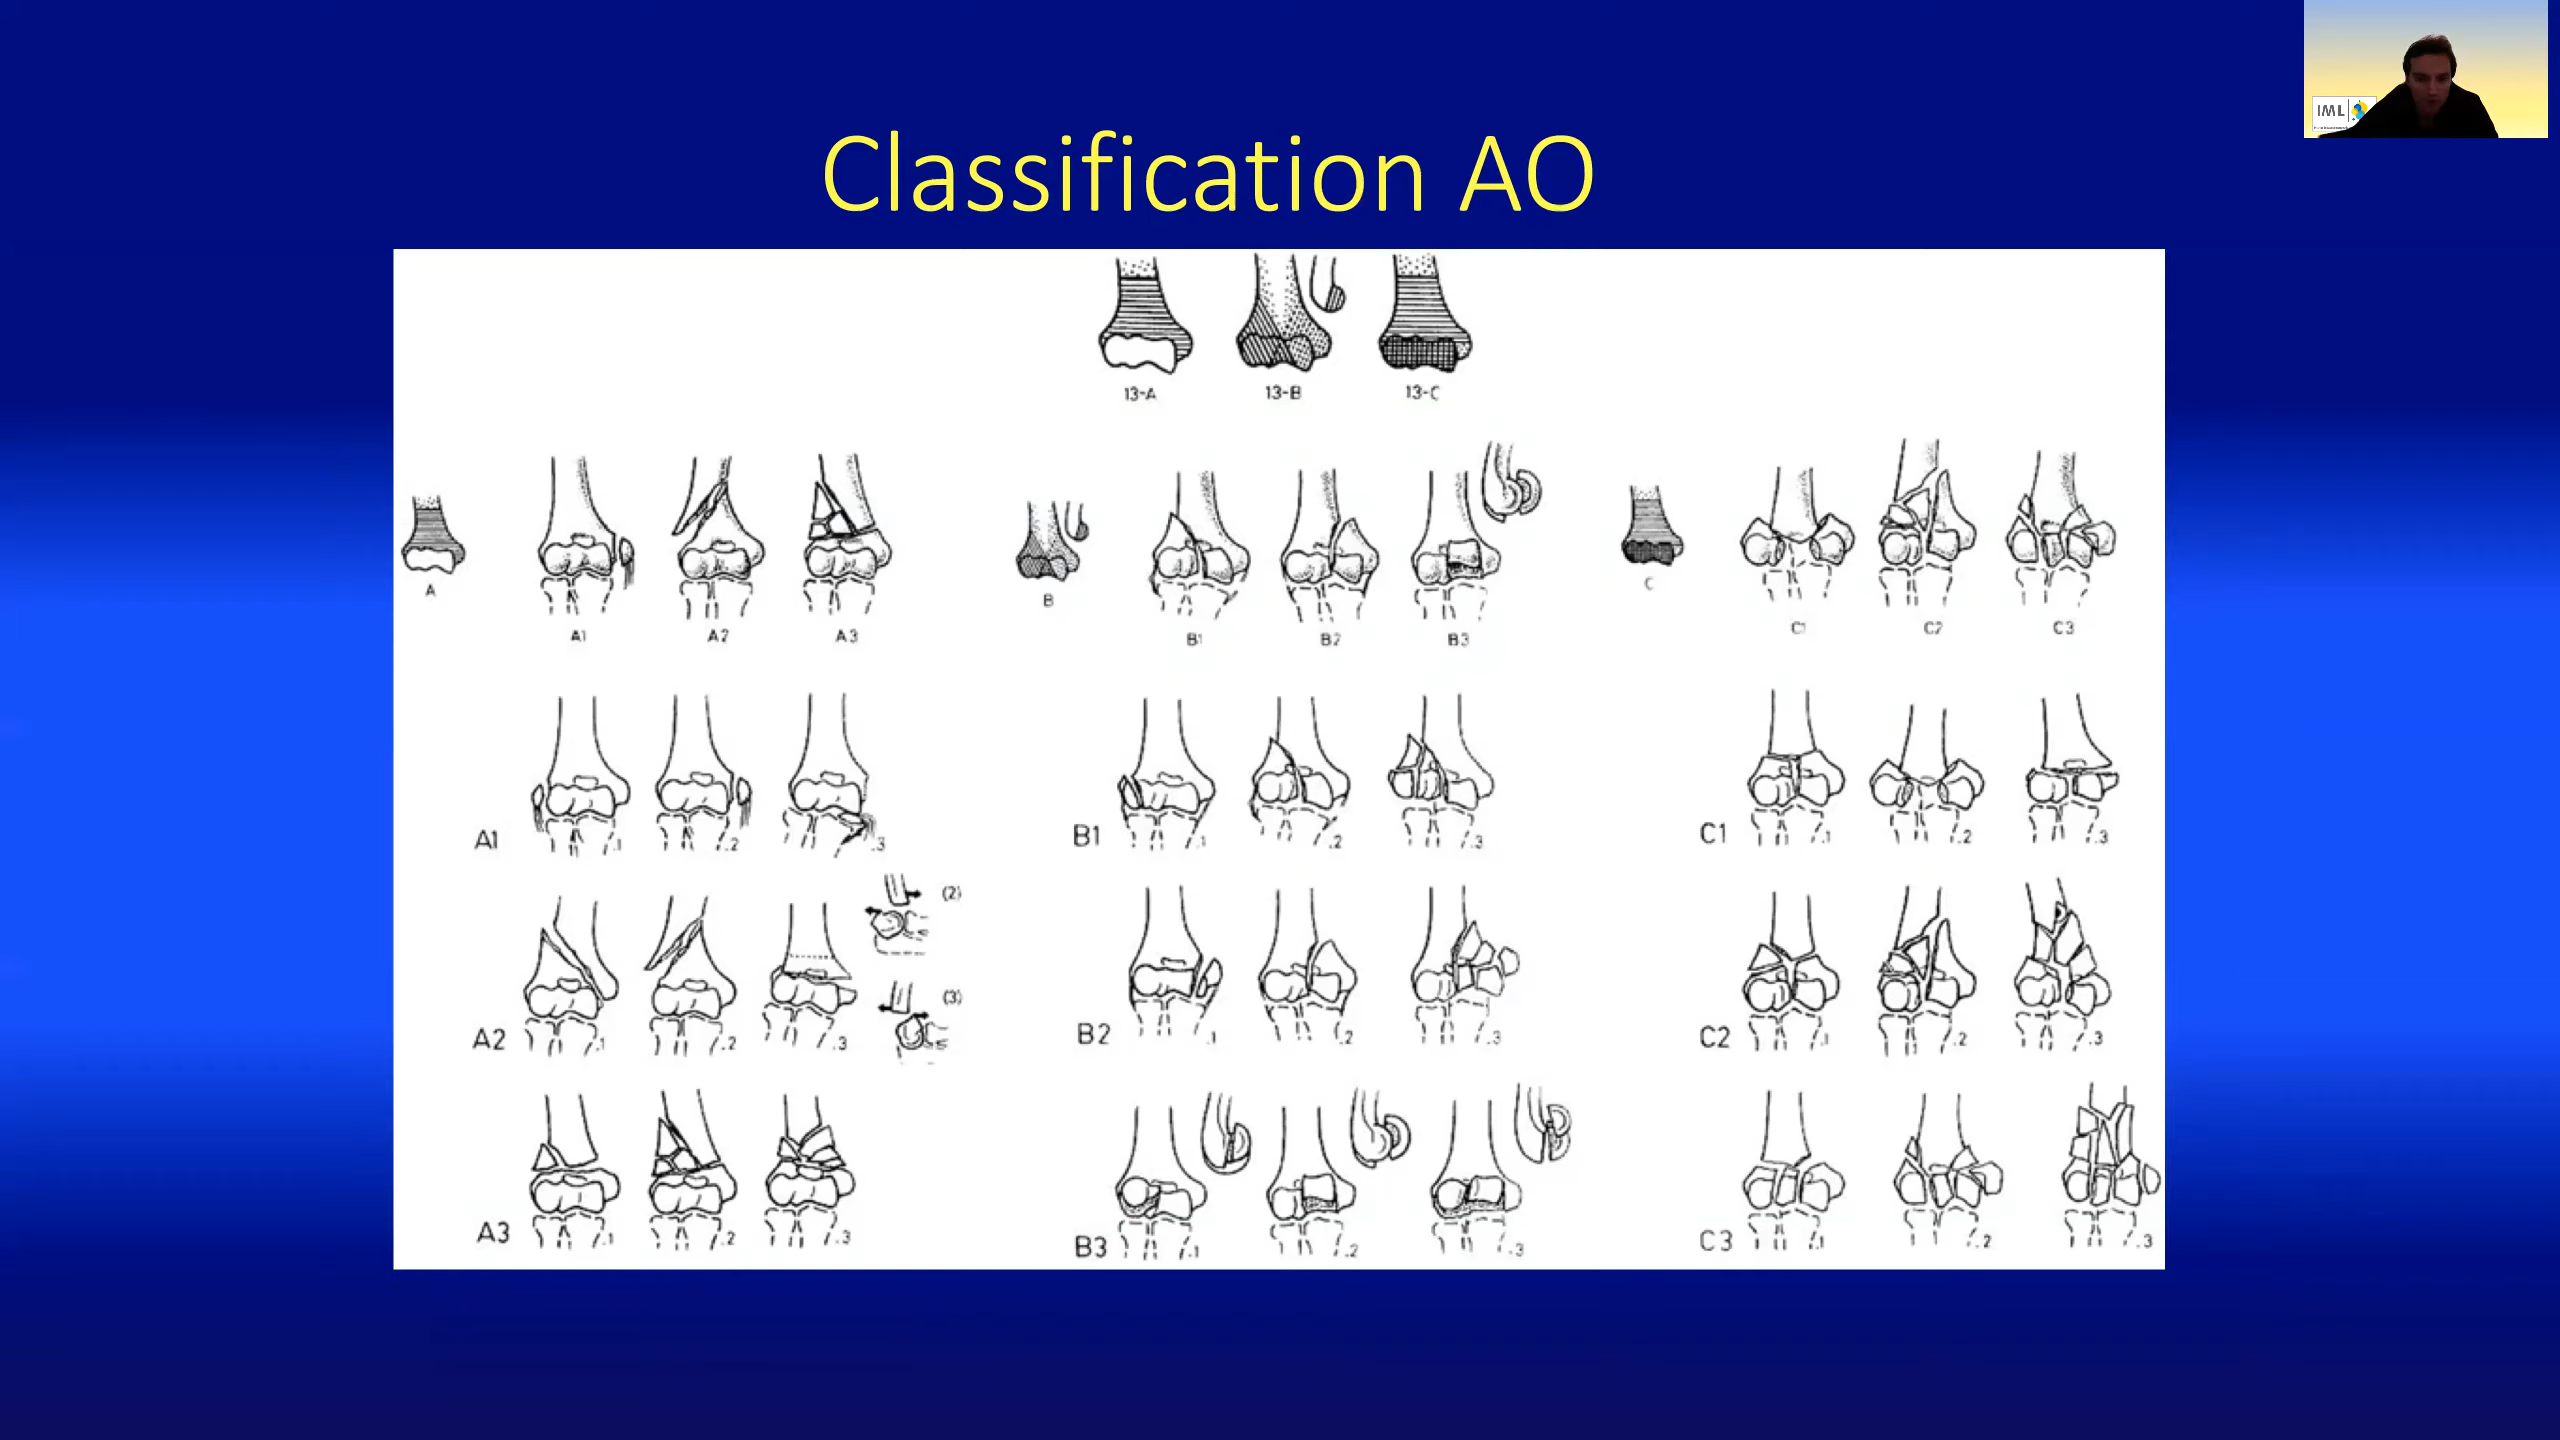 IML
Classification AO
13-A 13-B 13-C
A B C
A1 A2 A3 B1 B2 B3 C1 C2 C3
A1 .1 .2 .3 B1 .1 .2 .3 C1 .1 .2 .3
(2)
(3)
A2 .1 .2 .3 B2 .1 .2 .3 C2 .1 .2 .3
A3 .1 .2 .3 B3 .1 .2 .3 C3 .1 .2 .3